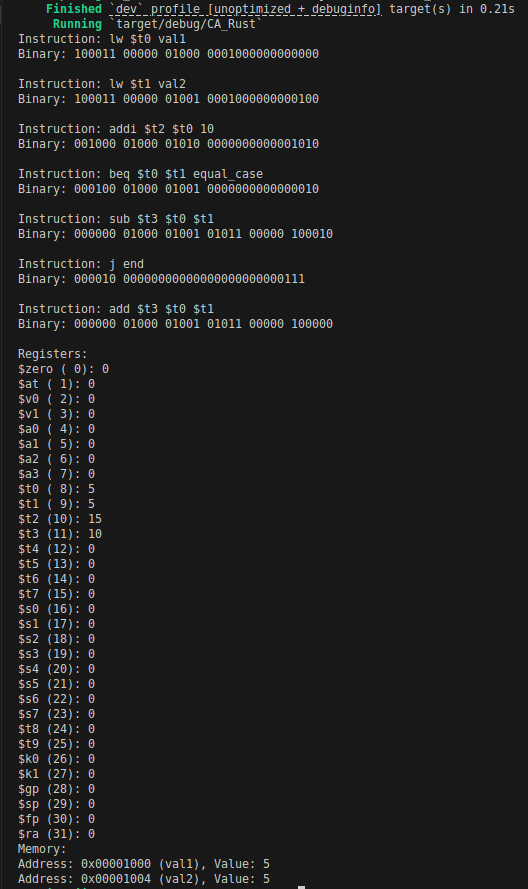 Finished `dev` profile [unoptimized + debuginfo] target(s) in 0.21s
Running `target/debug/CA_Rust`
Instruction: lw $t0 val1
Binary: 100011 00000 01000 0001000000000000
Instruction: lw $t1 val2
Binary: 100011 00000 01001 0001000000000100
Instruction: addi $t2 $t0 10
Binary: 001000 01000 01010 0000000000001010
Instruction: beq $t0 $t1 equal_case
Binary: 000100 01000 01001 0000000000000010
Instruction: sub $t3 $t0 $t1
Binary: 000000 01000 01001 01011 00000 100010
Instruction: j end
Binary: 000010 00000000000000000000000111
Instruction: add $t3 $t0 $t1
Binary: 000000 01000 01001 01011 00000 100000
Registers:
$zero ( 0): 0
$at ( 1): 0
$v0 ( 2): 0
$v1 ( 3): 0
$a0 ( 4): 0
$a1 ( 5): 0
$a2 ( 6): 0
$a3 ( 7): 0
$t0 ( 8): 5
$t1 ( 9): 5
$t2 (10): 15
$t3 (11): 10
$t4 (12): 0
$t5 (13): 0
$t6 (14): 0
$t7 (15): 0
$s0 (16): 0
$s1 (17): 0
$s2 (18): 0
$s3 (19): 0
$s4 (20): 0
$s5 (21): 0
$s6 (22): 0
$s7 (23): 0
$t8 (24): 0
$t9 (25): 0
$k0 (26): 0
$k1 (27): 0
$gp (28): 0
$sp (29): 0
$fp (30): 0
$ra (31): 0
Memory:
Address: 0x00001000 (val1), Value: 5
Address: 0x00001004 (val2), Value: 5